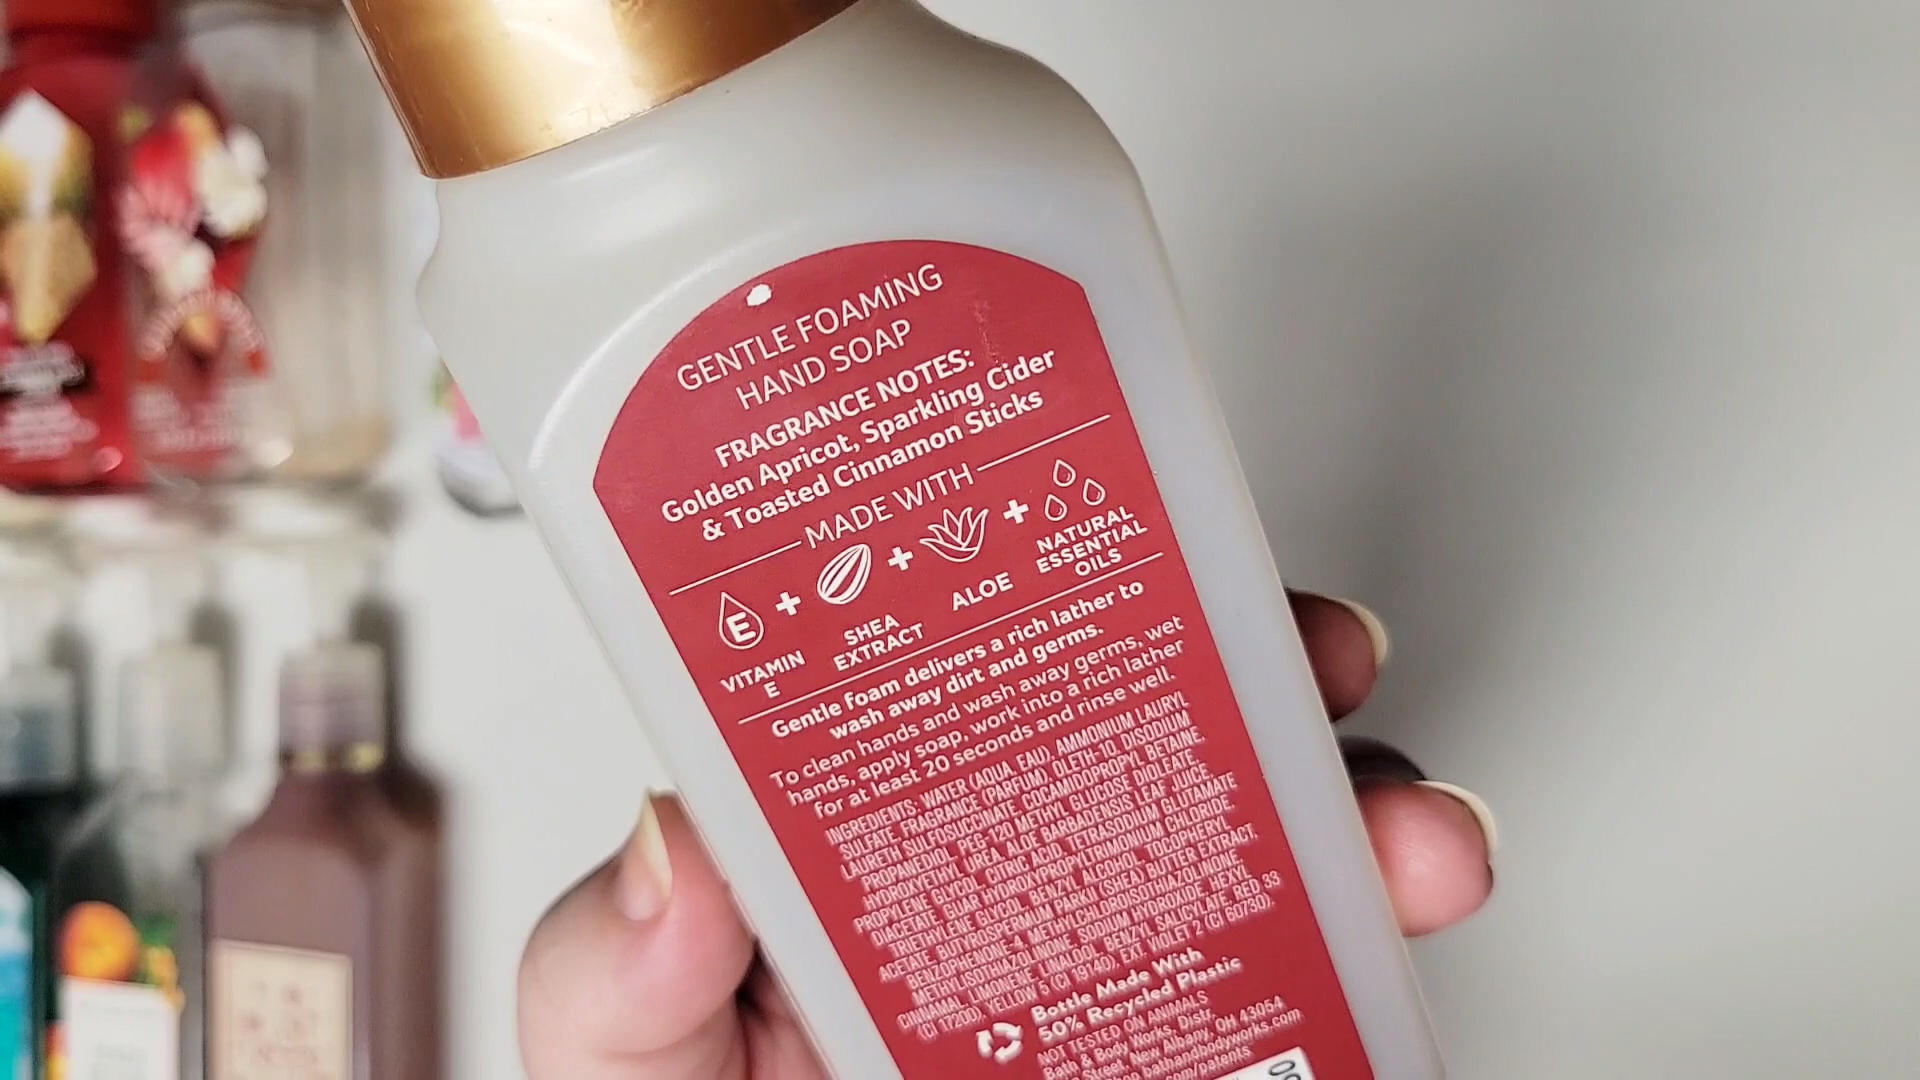 GENTLE FOAMING
HAND SOAP
FRAGRANCE NOTES:
Golden Apricot, Sparkling Cider
& Toasted Cinnamon Sticks
MADE WITH
E + + +
VITAMIN
E
SHEA
EXTRACT
ALOE
NATURAL
ESSENTIAL
OILS
Gentle foam delivers a rich lather to
wash away dirt and germs.
To clean hands and wash away germs, wet
hands, apply soap, work into a rich lather
for at least 20 seconds and rinse well.
INGREDIENTS: WATER (AQUA, EAU), AMMONIUM LAURYL
SULFATE, FRAGRANCE (PARFUM), OLETH-10, DISODIUM
LAURETH SULFOSUCCINATE, COCAMIDOPROPYL BETAINE,
PROPANEDIOL, PEG-120 METHYL GLUCOSE DIOLEATE,
HYDROXYETHYL UREA, ALOE BARBADENSIS LEAF JUICE,
PROPYLENE GLYCOL, CITRIC ACID, TETRASODIUM GLUTAMATE
DIACETATE, GUAR HYDROXYPROPYLTRIMONIUM CHLORIDE,
TRIETHYLENE GLYCOL, BENZYL ALCOHOL, TOCOPHERYL
ACETATE, BUTYROSPERMUM PARKII (SHEA) BUTTER EXTRACT,
BENZOPHENONE-4, METHYLCHLOROISOTHIAZOLINONE,
METHYLISOTHIAZOLINONE, SODIUM HYDROXIDE, HEXYL
CINNAMAL, LIMONENE, LINALOOL, BENZYL SALICYLATE, RED 33
(CI 17200), YELLOW 5 (CI 19140), EXT. VIOLET 2 (CI 60730).
Bottle Made With
50% Recycled Plastic
NOT TESTED ON ANIMALS
Bath & Body Works, Distr.
Street, New Albany, OH 43054
bathandbodyworks.com
.com/patents